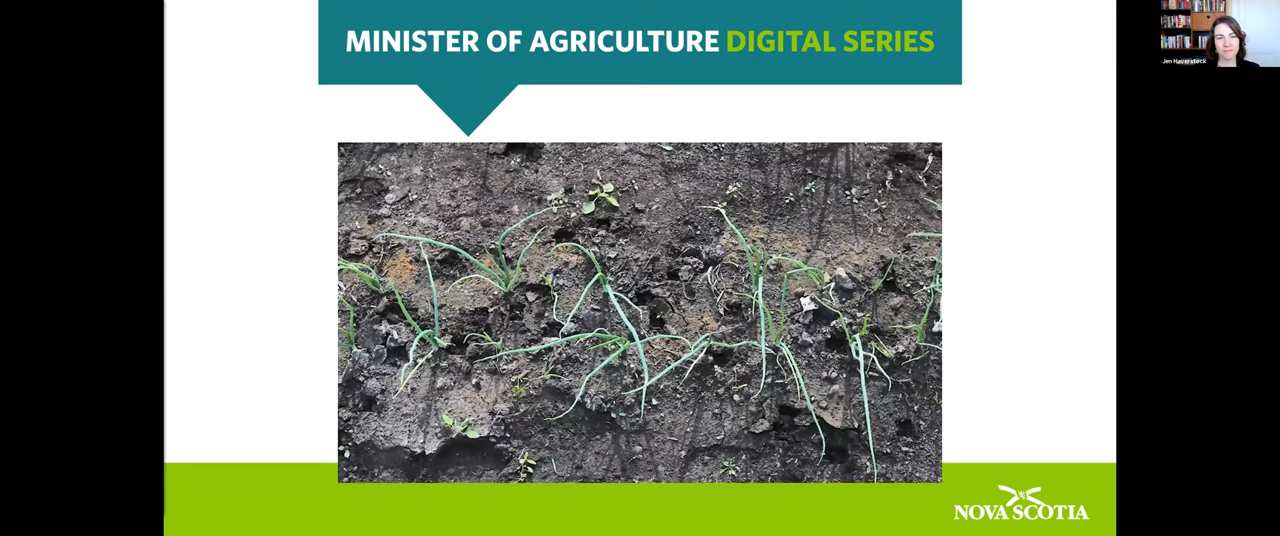 MINISTER OF AGRICULTURE DIGITAL SERIES
Jen Haverstock
NOVA SCOTIA